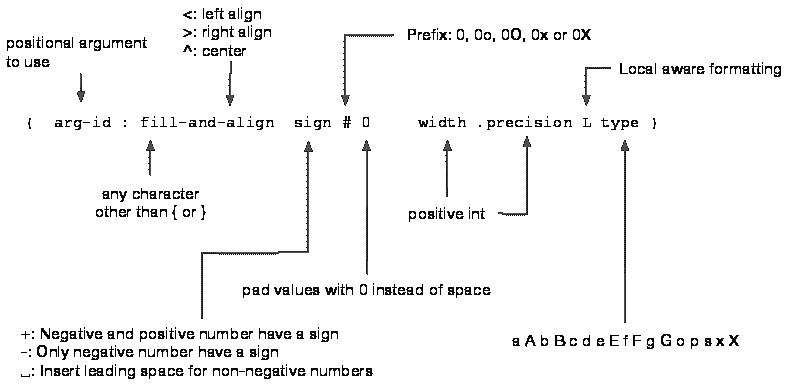 <: left align
>: right align
^: center
positional argument
to use
Prefix: 0, 0o, 0O, 0x or 0X
Local aware formatting
{ arg-id : fill-and-align sign # 0 width .precision L type }
any character
other than { or }
positive int
pad values with 0 instead of space
+: Negative and positive number have a sign
-: Only negative number have a sign
␣: Insert leading space for non-negative numbers
a A b B c d e E f F g G o p s x X